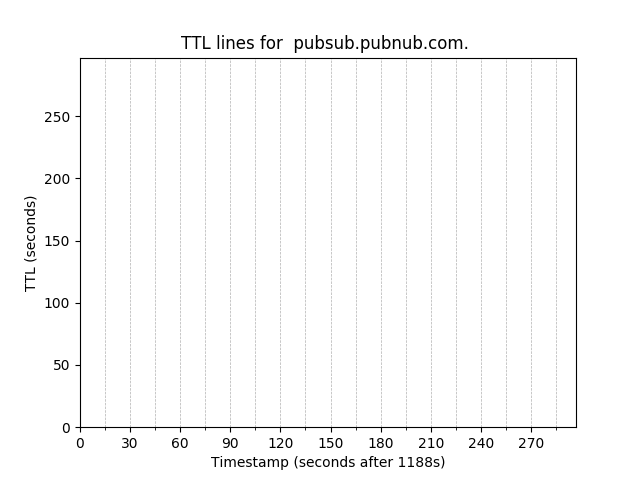 TTL lines for  pubsub.pubnub.com.
250
200
150
100
50
0
TTL (seconds)
0 30 60 90 120 150 180 210 240 270
Timestamp (seconds after 1188s)